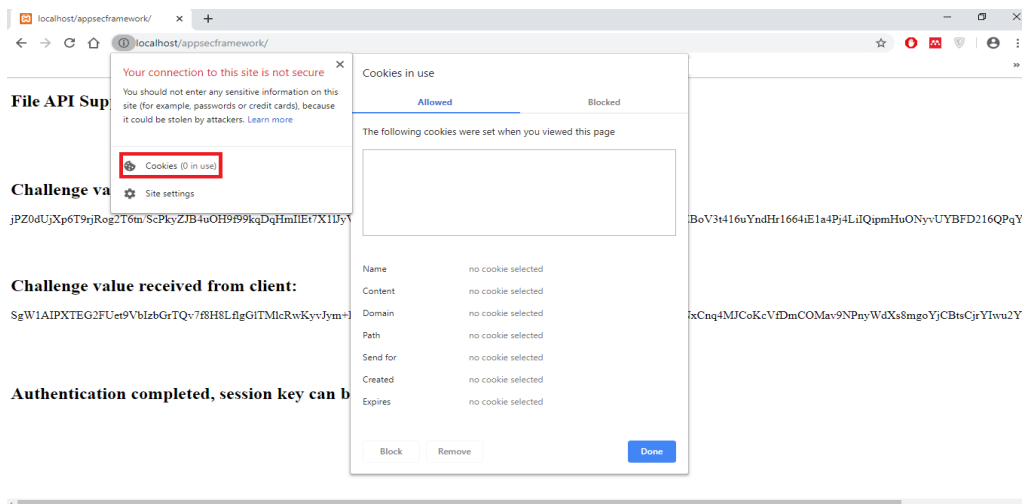 localhost/appsecframework/
localhost/appsecframework/
Your connection to this site is not secure
You should not enter any sensitive information on this
site (for example, passwords or credit cards), because
it could be stolen by attackers. Learn more
Cookies (0 in use)
Site settings
Cookies in use
Allowed
Blocked
The following cookies were set when you viewed this page
Name no cookie selected
Content no cookie selected
Domain no cookie selected
Path no cookie selected
Send for no cookie selected
Created no cookie selected
Expires no cookie selected
Block
Remove
Done
File API Sup
Challenge va
jPZ0dUjXp6T9rjRog2T6tn/ScPkyZJB4uOH9f99kqDqHmIlEt7X1lJy
BoV3t416uYndHr1664iE1a4Pj4LiIQipmHuONyvUYBFD216QPqY
Challenge value received from client:
SgW1AIPXTEG2FUet9VbIzbGrTQv7f8H8LflgGlTMlcRwKyvJym+
xCnq4MJCoKcVfDmCOMav9NPnyWdXs8mgoYjCBtsCjrYIwu2Y
Authentication completed, session key can b